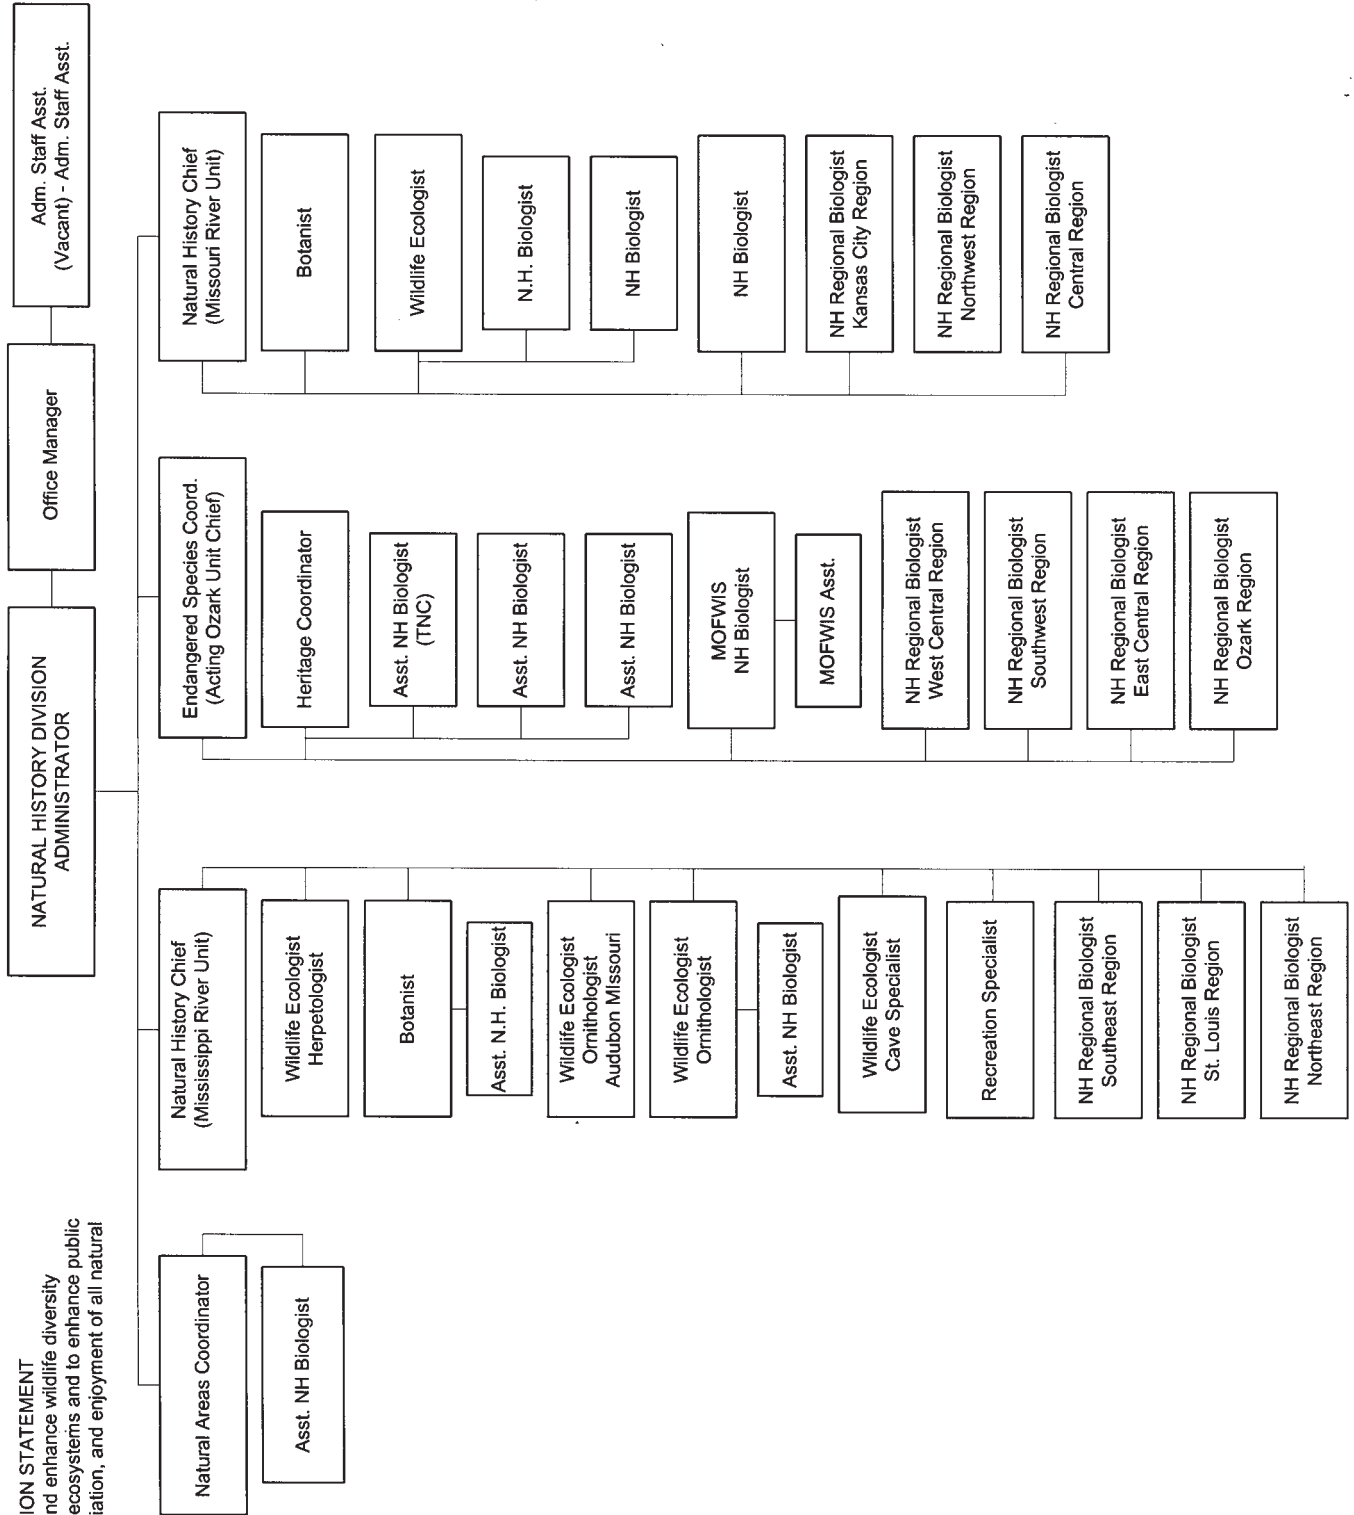 ION STATEMENT
nd enhance wildlife diversity
ecosystems and to enhance public
iation, and enjoyment of all natural
NATURAL HISTORY DIVISION
ADMINISTRATOR
Office Manager
Adm. Staff Asst.
(Vacant) - Adm. Staff Asst.
Natural Areas Coordinator
Asst. NH Biologist
Natural History Chief
(Mississippi River Unit)
Wildlife Ecologist
Herpetologist
Botanist
Asst. N.H. Biologist
Wildlife Ecologist
Ornithologist
Audubon MIssouri
Wildlife Ecologist
Ornithologist
Asst. NH Biologist
Wildlife Ecologist
Cave Specialist
Recreation Specialist
NH Regional Biologist
Southeast Region
NH Regional Biologist
St. Louis Region
NH Regional Biologist
Northeast Region
Endangered Species Coord.
(Acting Ozark Unit Chief)
Heritage Coordinator
Asst. NH Biologist
(TNC)
Asst. NH Biologist
Asst. NH Biologist
MOFWIS
NH Biologist
MOFWIS Asst.
NH Regional Biologist
West Central Region
NH Regional Biologist
Southwest Region
NH Regional Biologist
East Central Region
NH Regional Biologist
Ozark Region
Natural History Chief
(Missouri River Unit)
Botanist
Wildlife Ecologist
N.H. Biologist
NH Biologist
NH Biologist
NH Regional Biologist
Kansas City Region
NH Regional Biologist
Northwest Region
NH Regional Biologist
Central Region